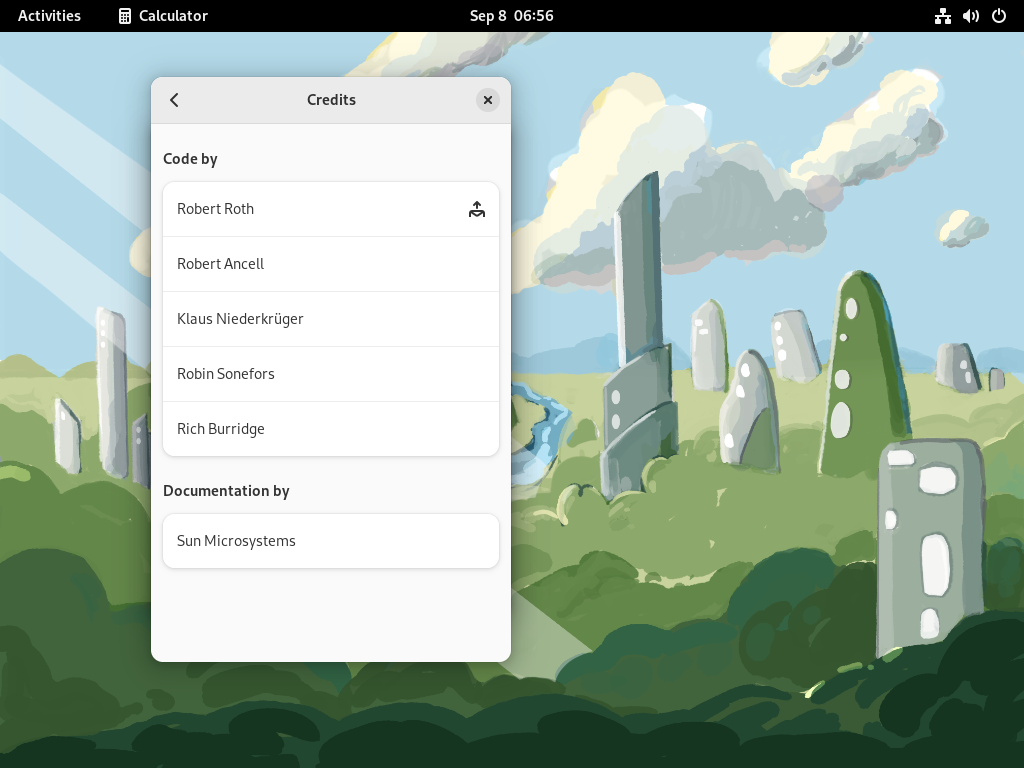 Activities
Calculator
Sep 8 06:56
Credits
Code by
Robert Roth
Robert Ancell
Klaus Niederkrüger
Robin Sonefors
Rich Burridge
Documentation by
Sun Microsystems